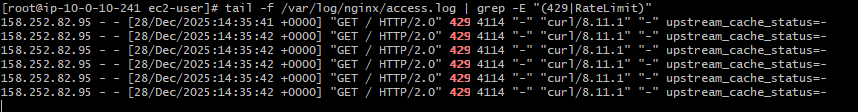 [root@ip-10-0-10-241 ec2-user]# tail -f /var/log/nginx/access.log | grep -E "(429|RateLimit)"
158.252.82.95 - - [28/Dec/2025:14:35:41 +0000] "GET / HTTP/2.0" 429 4114 "-" "curl/8.11.1" "-" upstream_cache_status=-
158.252.82.95 - - [28/Dec/2025:14:35:42 +0000] "GET / HTTP/2.0" 429 4114 "-" "curl/8.11.1" "-" upstream_cache_status=-
158.252.82.95 - - [28/Dec/2025:14:35:42 +0000] "GET / HTTP/2.0" 429 4114 "-" "curl/8.11.1" "-" upstream_cache_status=-
158.252.82.95 - - [28/Dec/2025:14:35:42 +0000] "GET / HTTP/2.0" 429 4114 "-" "curl/8.11.1" "-" upstream_cache_status=-
158.252.82.95 - - [28/Dec/2025:14:35:42 +0000] "GET / HTTP/2.0" 429 4114 "-" "curl/8.11.1" "-" upstream_cache_status=-
158.252.82.95 - - [28/Dec/2025:14:35:42 +0000] "GET / HTTP/2.0" 429 4114 "-" "curl/8.11.1" "-" upstream_cache_status=-